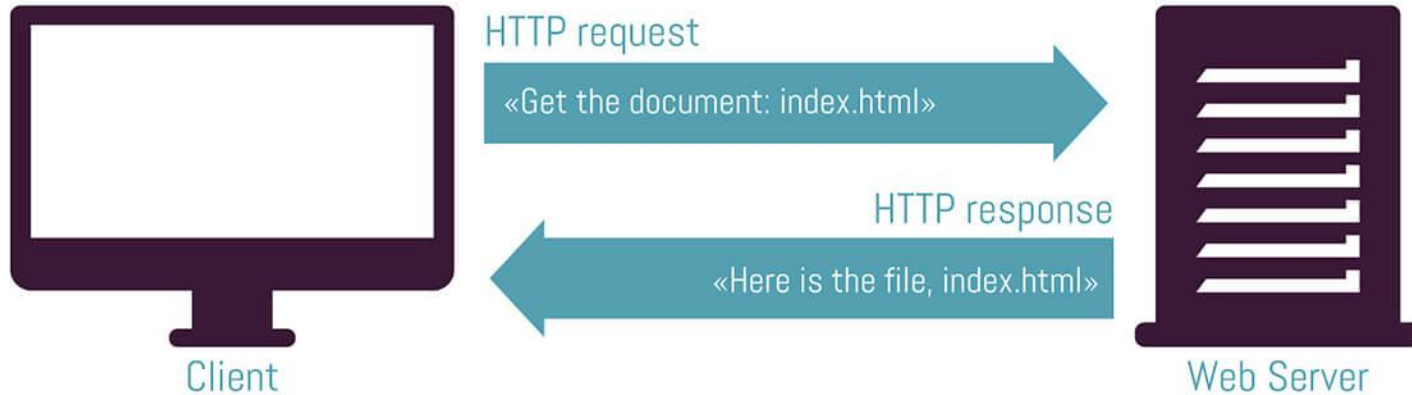 HTTP request
«Get the document: index.html»
HTTP response
«Here is the file, index.html»
Client
Web Server